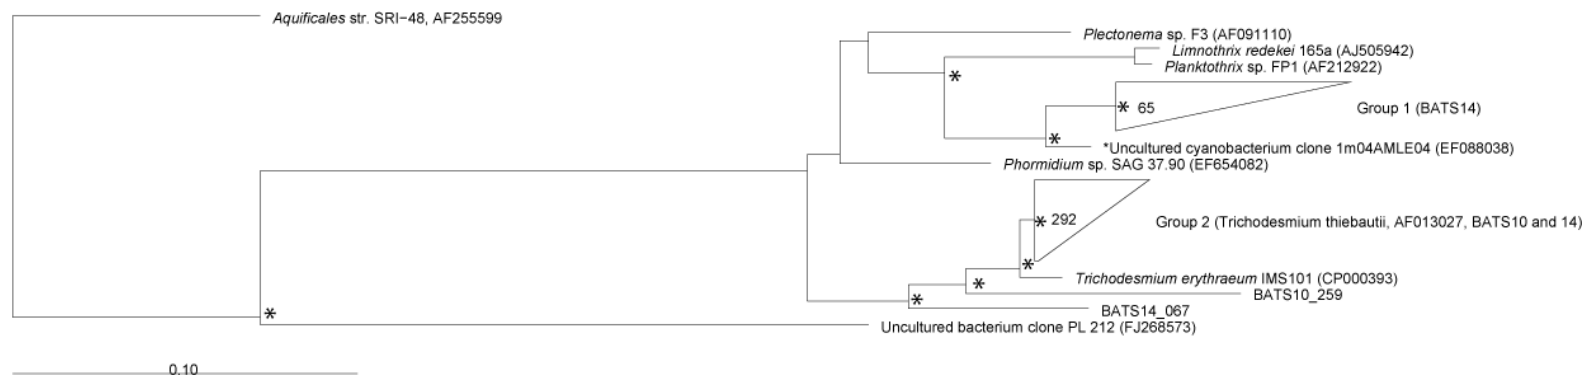 Aquificales str. SRI−48, AF255599
Plectonema sp. F3 (AF091110)
Limnothrix redekei 165a (AJ505942)
Planktothrix sp. FP1 (AF212922)
*
* 65
Group 1 (BATS14)
*
*Uncultured cyanobacterium clone 1m04AMLE04 (EF088038)
Phormidium sp. SAG 37.90 (EF654082)
* 292
Group 2 (Trichodesmium thiebautii, AF013027, BATS10 and 14)
*
Trichodesmium erythraeum IMS101 (CP000393)
*
BATS10_259
*
BATS14_067
*
Uncultured bacterium clone PL 212 (FJ268573)
0.10